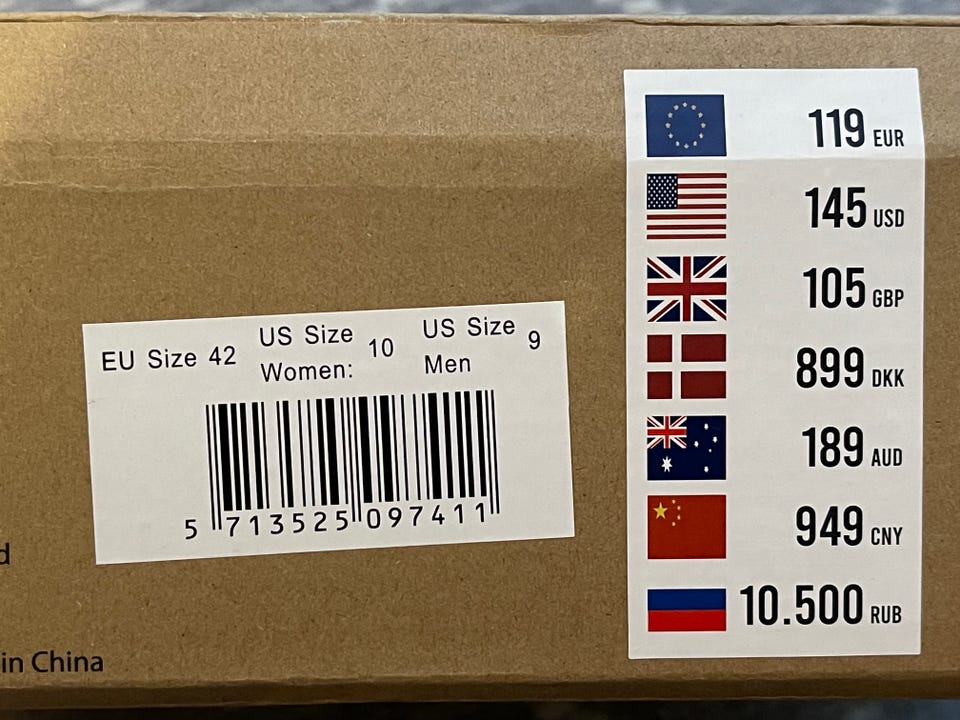 EU Size 42
US Size Women: 10
US Size Men 9
5 713525 097411
d
in China
119 EUR
145 USD
105 GBP
899 DKK
189 AUD
949 CNY
10.500 RUB